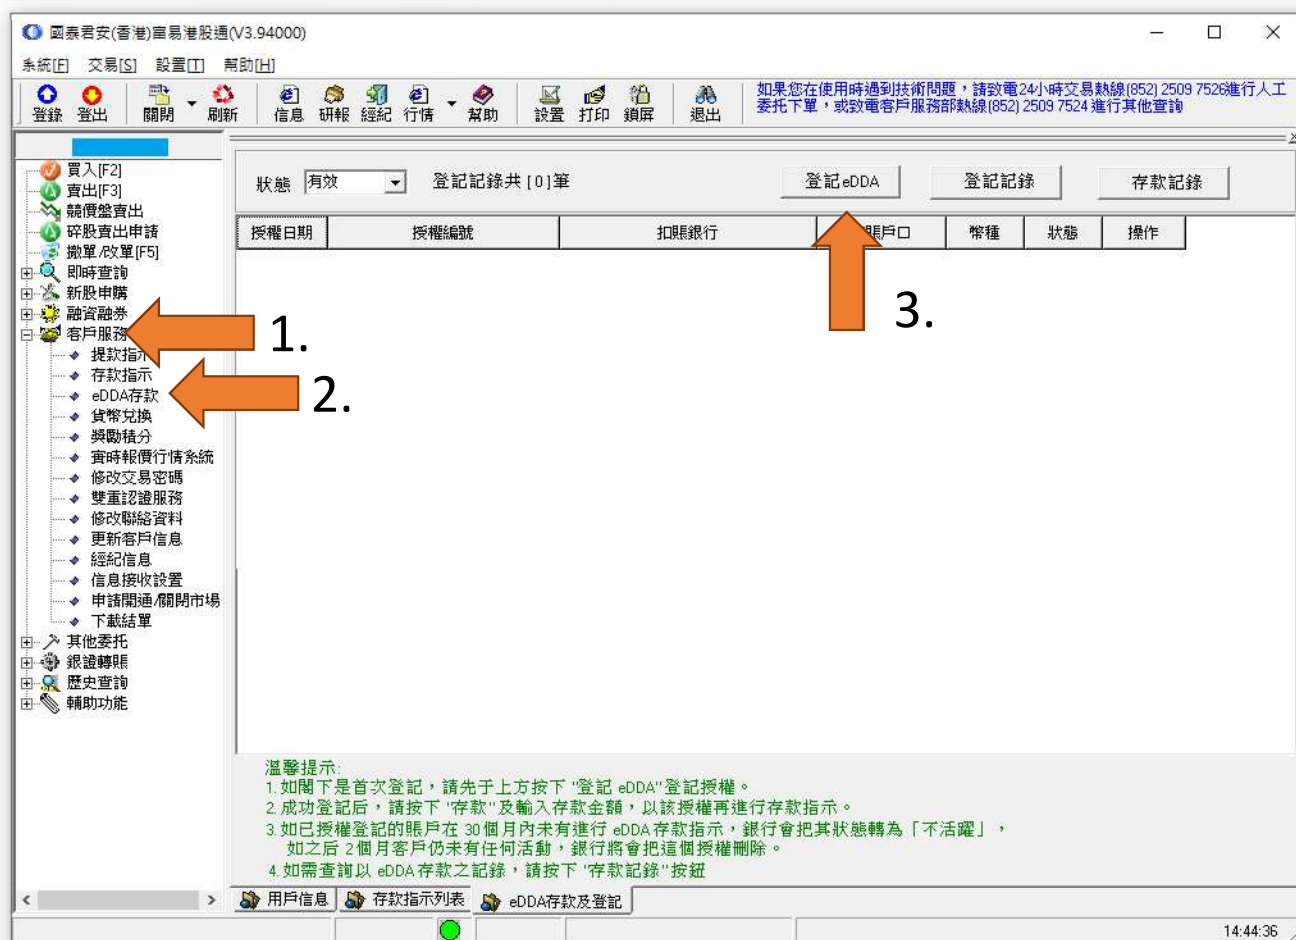 國泰君安(香港)富易港股通(V3.94000)
系統[F] 交易[S] 設置[T] 幫助[H]
登錄 登出 關閉 刷新 信息 研報 經紀 行情 幫助 設置 打印 鎖屏 退出
如果您在使用時遇到技術問題，請致電24小時交易熱線(852) 2509 7526進行人工
委托下單，或致電客戶服務部熱線(852) 2509 7524 進行其他查詢
買入[F2]
賣出[F3]
競價盤賣出
碎股賣出申請
撤單/改單[F5]
即時查詢
新股申購
融資融券
客戶服務
提款指示
存款指示
eDDA存款
貨幣兌換
獎勵積分
實時報價行情系統
修改交易密碼
雙重認證服務
修改聯絡資料
更新客戶信息
經紀信息
信息接收設置
申請開通/關閉市場
下載結單
其他委托
銀證轉賬
歷史查詢
輔助功能
1.
2.
狀態 有效 登記記錄共 [ 0 ] 筆 登記 eDDA 登記記錄 存款記錄
授權日期 授權編號 扣賬銀行 賬戶口 幣種 狀態 操作
3.
溫馨提示:
1. 如閣下是首次登記，請先于上方按下 "登記 eDDA"登記授權。
2. 成功登記后，請按下 "存款"及輸入存款金額，以該授權再進行存款指示。
3. 如已授權登記的賬戶在 30 個月內未有進行 eDDA 存款指示，銀行會把其狀態轉為「不活躍」，
如之后 2 個月客戶仍未有任何活動，銀行將會把這個授權刪除。
4. 如需查詢以 eDDA 存款之記錄，請按下 "存款記錄"按鈕
用戶信息 存款指示列表 eDDA存款及登記
14:44:36